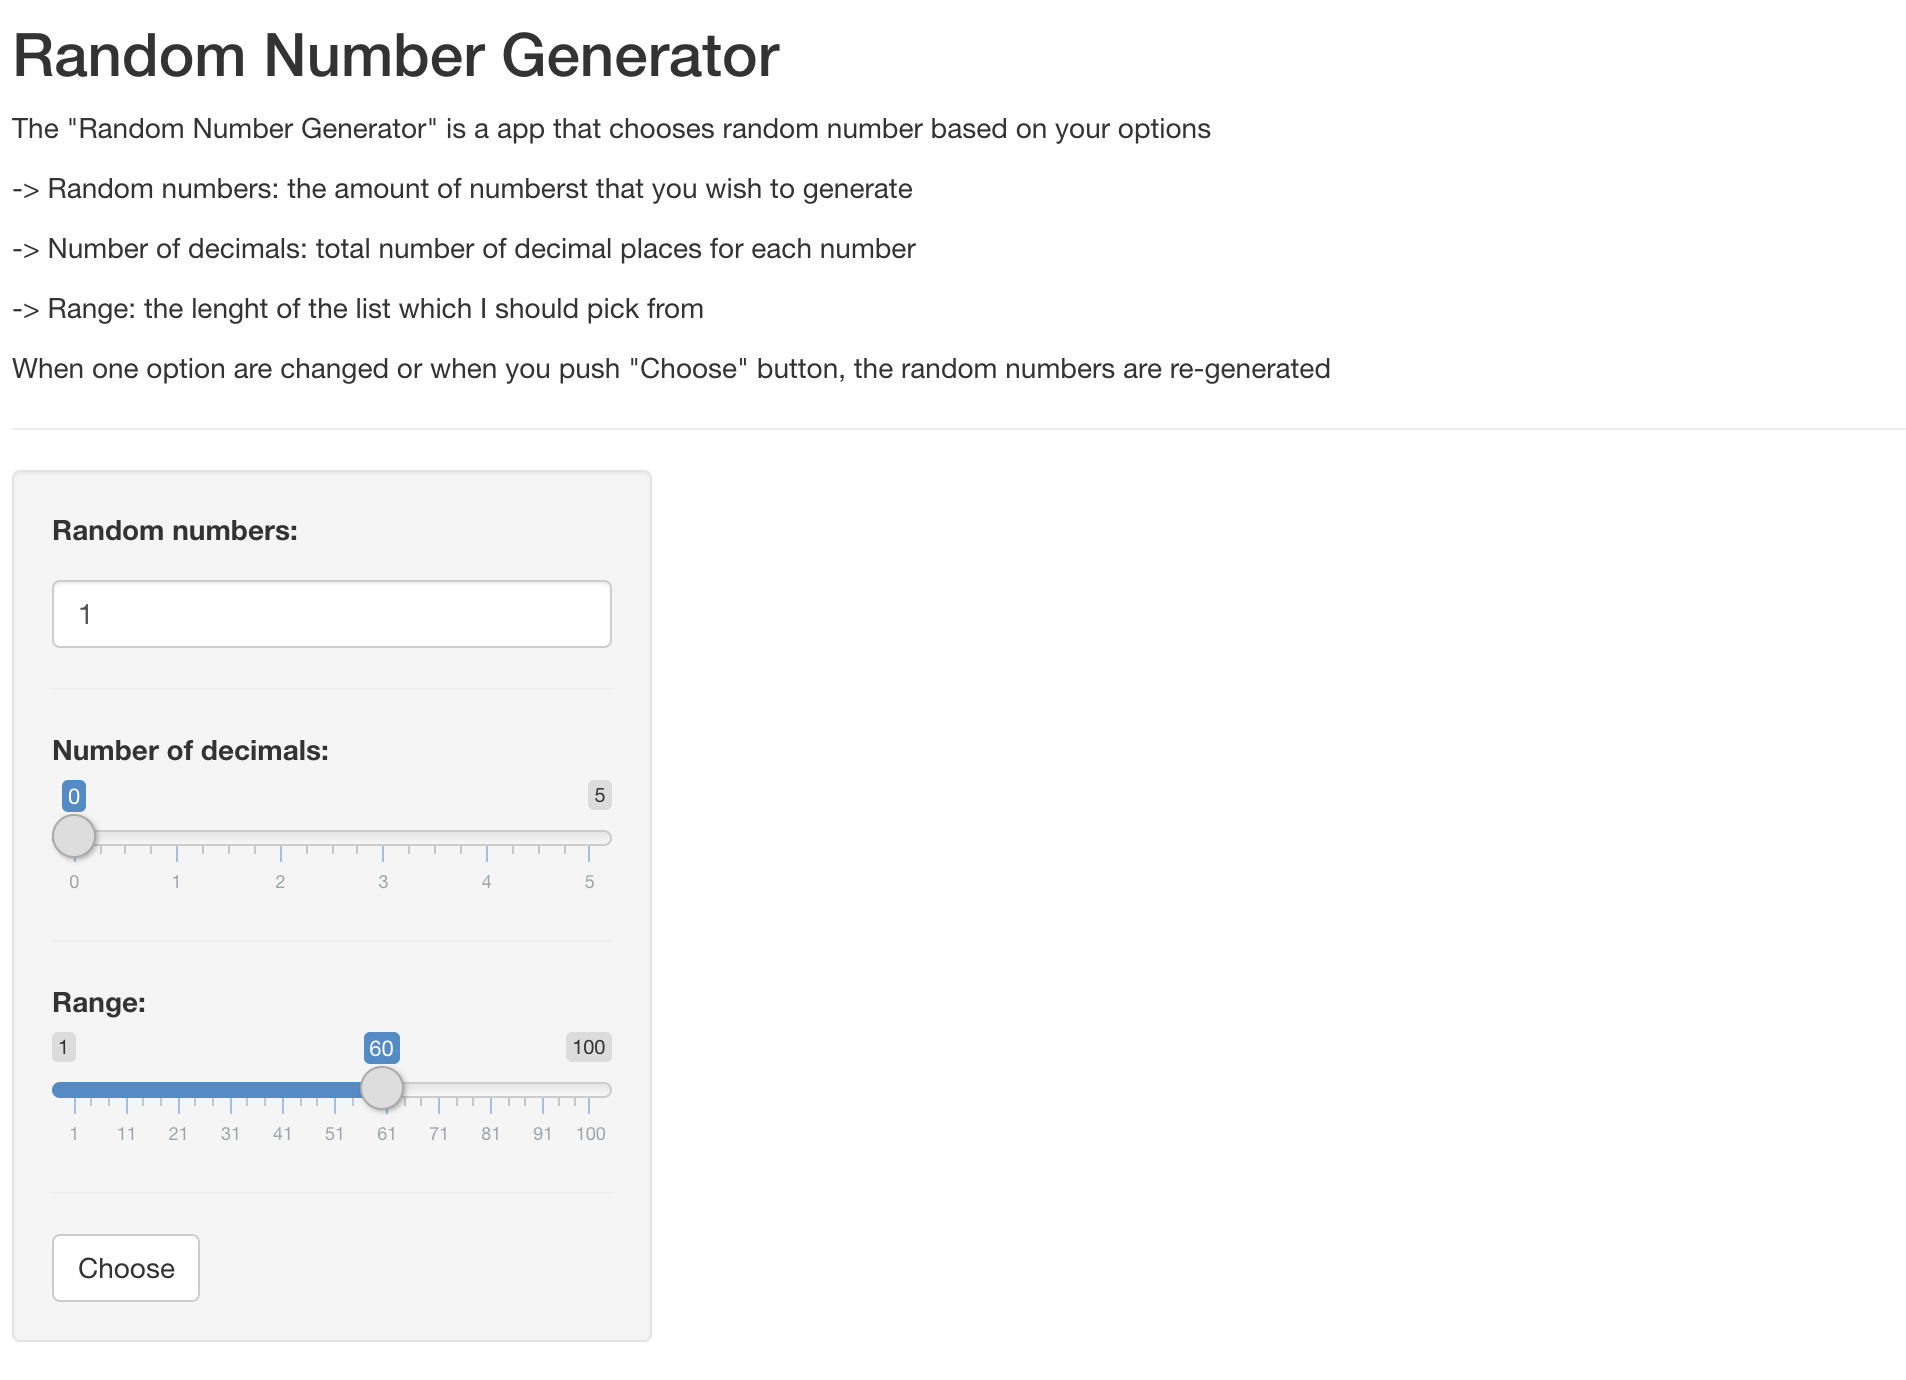 Random Number Generator
The "Random Number Generator" is a app that chooses random number based on your options
-> Random numbers: the amount of numberst that you wish to generate
-> Number of decimals: total number of decimal places for each number
-> Range: the lenght of the list which I should pick from
When one option are changed or when you push "Choose" button, the random numbers are re-generated
Random numbers:
1
Number of decimals:
0 5
0 1 2 3 4 5
Range:
1 60 100
1 11 21 31 41 51 61 71 81 91 100
Choose